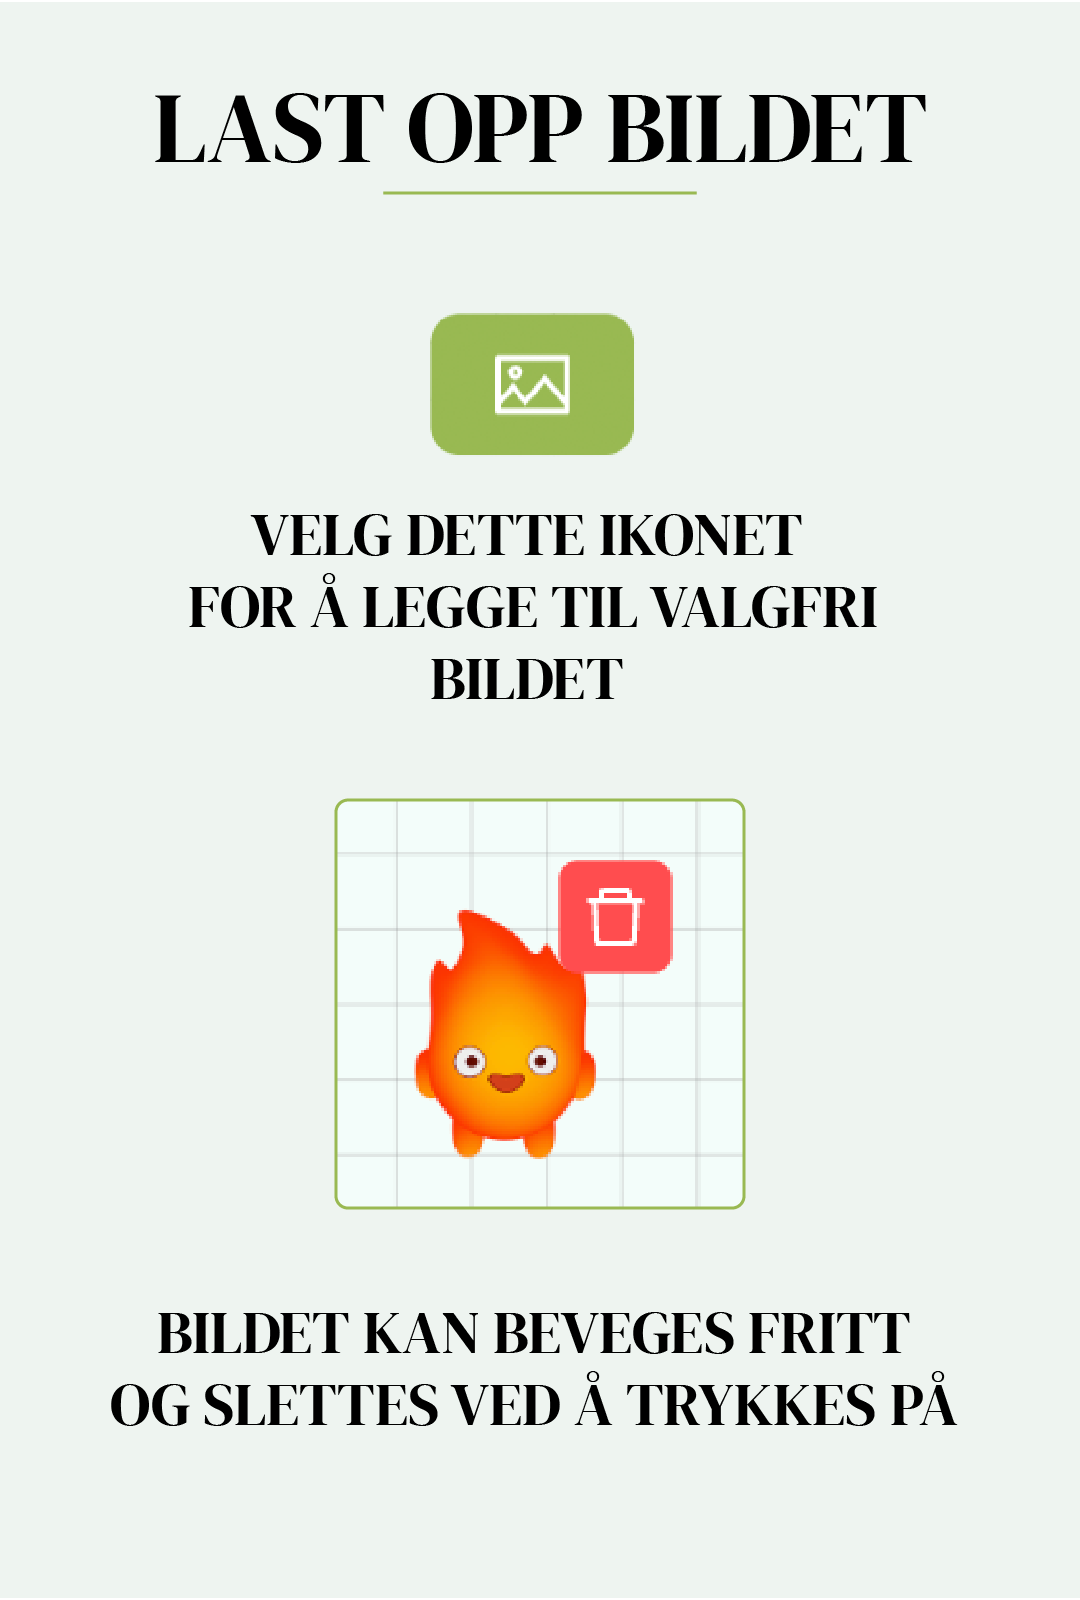 LAST OPP BILDET
VELG DETTE IKONET
FOR Å LEGGE TIL VALGFRI
BILDET
BILDET KAN BEVEGES FRITT
OG SLETTES VED Å TRYKKES PÅ